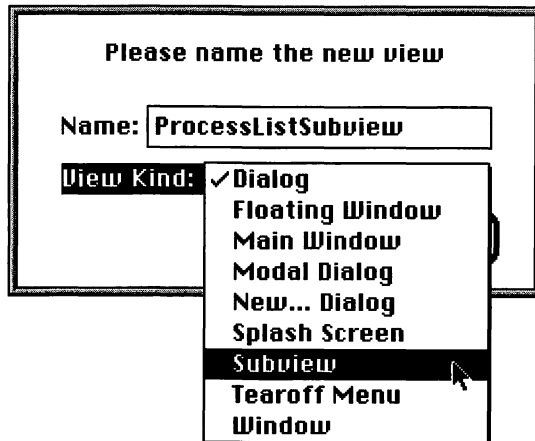 Please name the new view
Name: ProcessListSubview
View Kind: ✓Dialog
Floating Window
Main Window
Modal Dialog
New... Dialog
Splash Screen
Subview
Tearoff Menu
Window